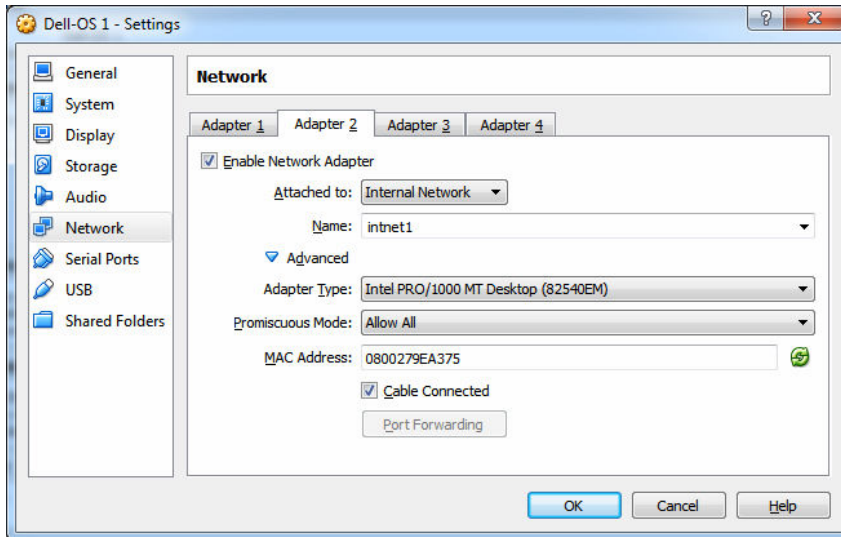 Dell-OS 1 - Settings
General
System
Display
Storage
Audio
Network
Serial Ports
USB
Shared Folders
Network
Adapter 1 Adapter 2 Adapter 3 Adapter 4
Enable Network Adapter
Attached to: Internal Network
Name: intnet1
Advanced
Adapter Type: Intel PRO/1000 MT Desktop (82540EM)
Promiscuous Mode: Allow All
MAC Address: 0800279EA375
Cable Connected
Port Forwarding
OK Cancel Help